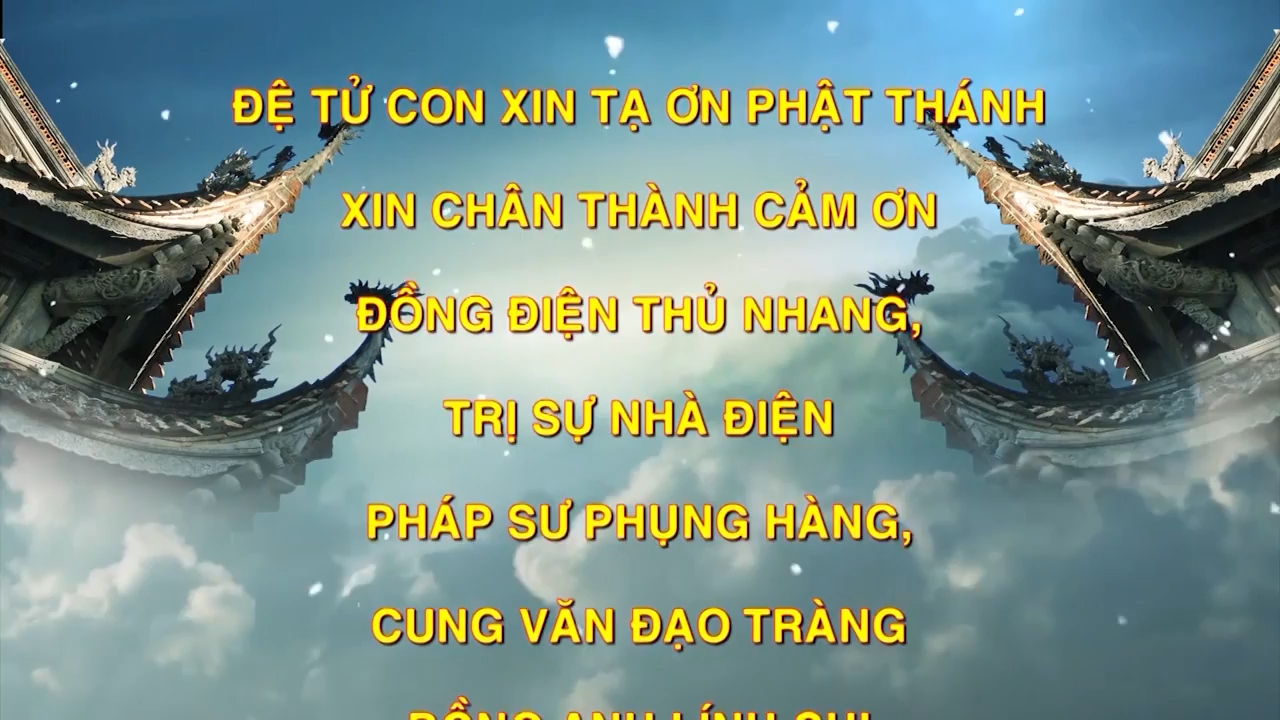 ĐỆ TỬ CON XIN TẠ ƠN PHẬT THÁNH
XIN CHÂN THÀNH CẢM ƠN
ĐỒNG ĐIỆN THỦ NHANG,
TRỊ SỰ NHÀ ĐIỆN
PHÁP SƯ PHỤNG HÀNG,
CUNG VĂN ĐẠO TRÀNG